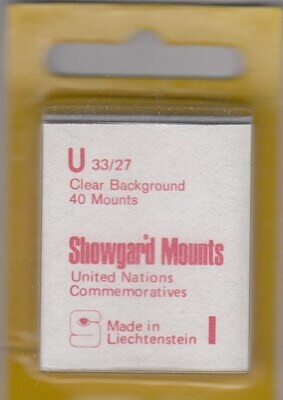 U 33/27
Clear Background
40 Mounts
Showgard Mounts
United Nations
Commemoratives
Made in
Liechtenstein